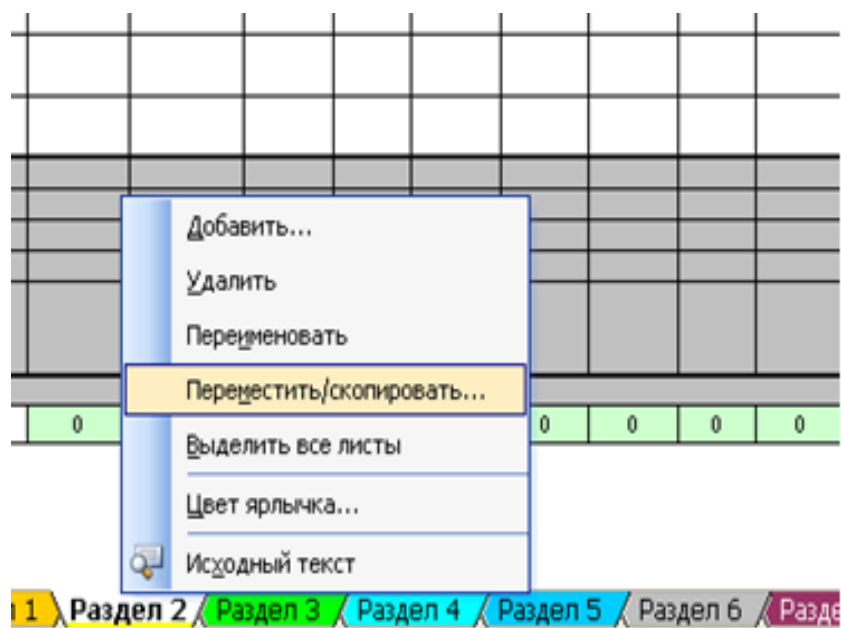 Добавить...
Удалить
Переименовать
Переместить/скопировать...
0 0 0 0 0
Выделить все листы
Цвет ярлычка...
Исходный текст
1 Раздел 2 Раздел 3 Раздел 4 Раздел 5 Раздел 6 Разде